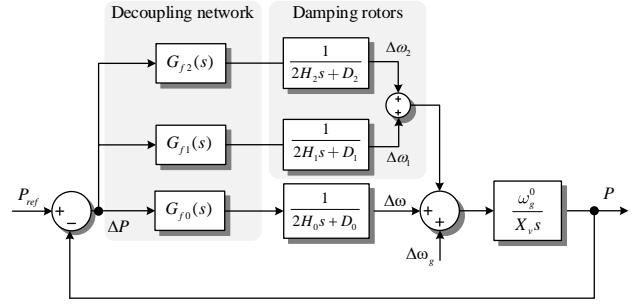 Decoupling network
Damping rotors
G_{f2}(s)
1
2H_2s+D_2
Δω_2
G_{f1}(s)
1
2H_1s+D_1
Δω_1
+
+
P_{ref}
+
−
ΔP
G_{f0}(s)
1
2H_0s+D_0
Δω
+
+
Δω_g
ω_g^0
X_vs
P